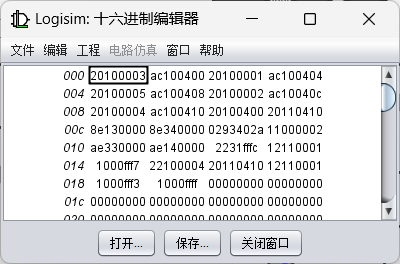 Logisim: 十六进制编辑器
文件 编辑 工程 电路仿真 窗口 帮助
000 20100003 ac100400 20100001 ac100404
004 20100005 ac100408 20100002 ac10040c
008 20100004 ac100410 20100400 20110410
00c 8e130000 8e340000 0293402a 11000002
010 ae330000 ae140000 2231fffc 12110001
014 1000fff7 22100004 20110410 12110001
018 1000fff3 1000ffff 00000000 00000000
01c 00000000 00000000 00000000 00000000
020 00000000 00000000 00000000 00000000
打开... 保存... 关闭窗口